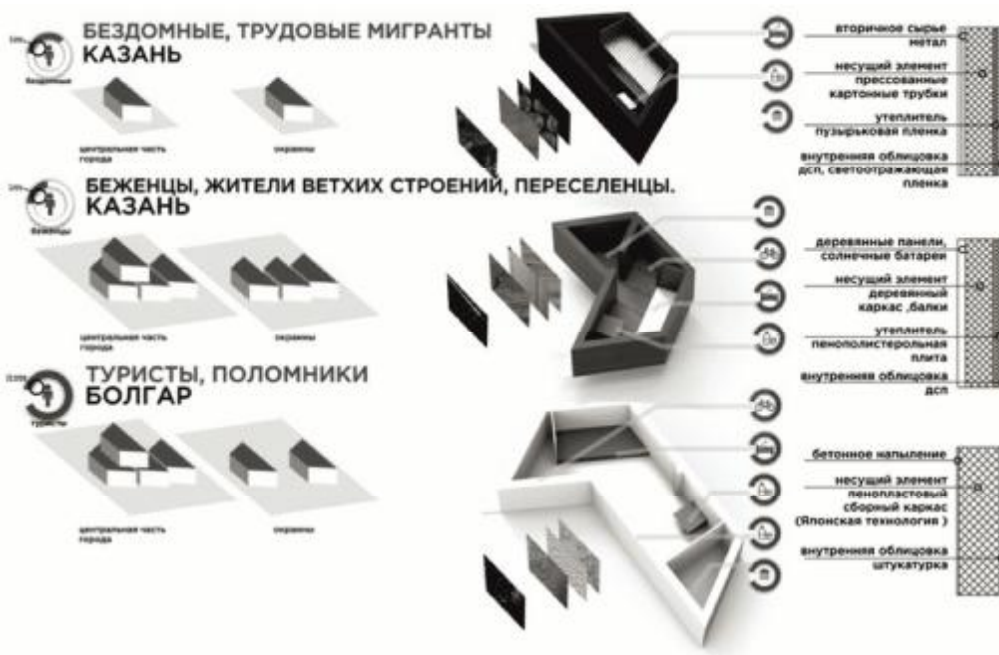 БЕЗДОМНЫЕ, ТРУДОВЫЕ МИГРАНТЫ
КАЗАНЬ
бездомные
центральная часть
города
окраины
вторичное сырье
метал
несущий элемент
прессованные
картонные трубки
утеплитель
пузырьковая пленка
внутренняя облицовка
дсп, светоотражающая
пленка
БЕЖЕНЦЫ, ЖИТЕЛИ ВЕТХИХ СТРОЕНИЙ, ПЕРЕСЕЛЕНЦЫ.
КАЗАНЬ
беженцы
центральная часть
города
окраины
деревянные панели,
солнечные батареи
несущий элемент
деревянный
каркас ,балки
утеплитель
пенополистерольная
плита
внутренняя облицовка
дсп
ТУРИСТЫ, ПОЛОМНИКИ
БОЛГАР
туристы
центральная часть
города
окраины
бетонное напыление
несущий элемент
пенопластовый
сборный каркас
(Японская технология )
внутренняя облицовка
штукатурка